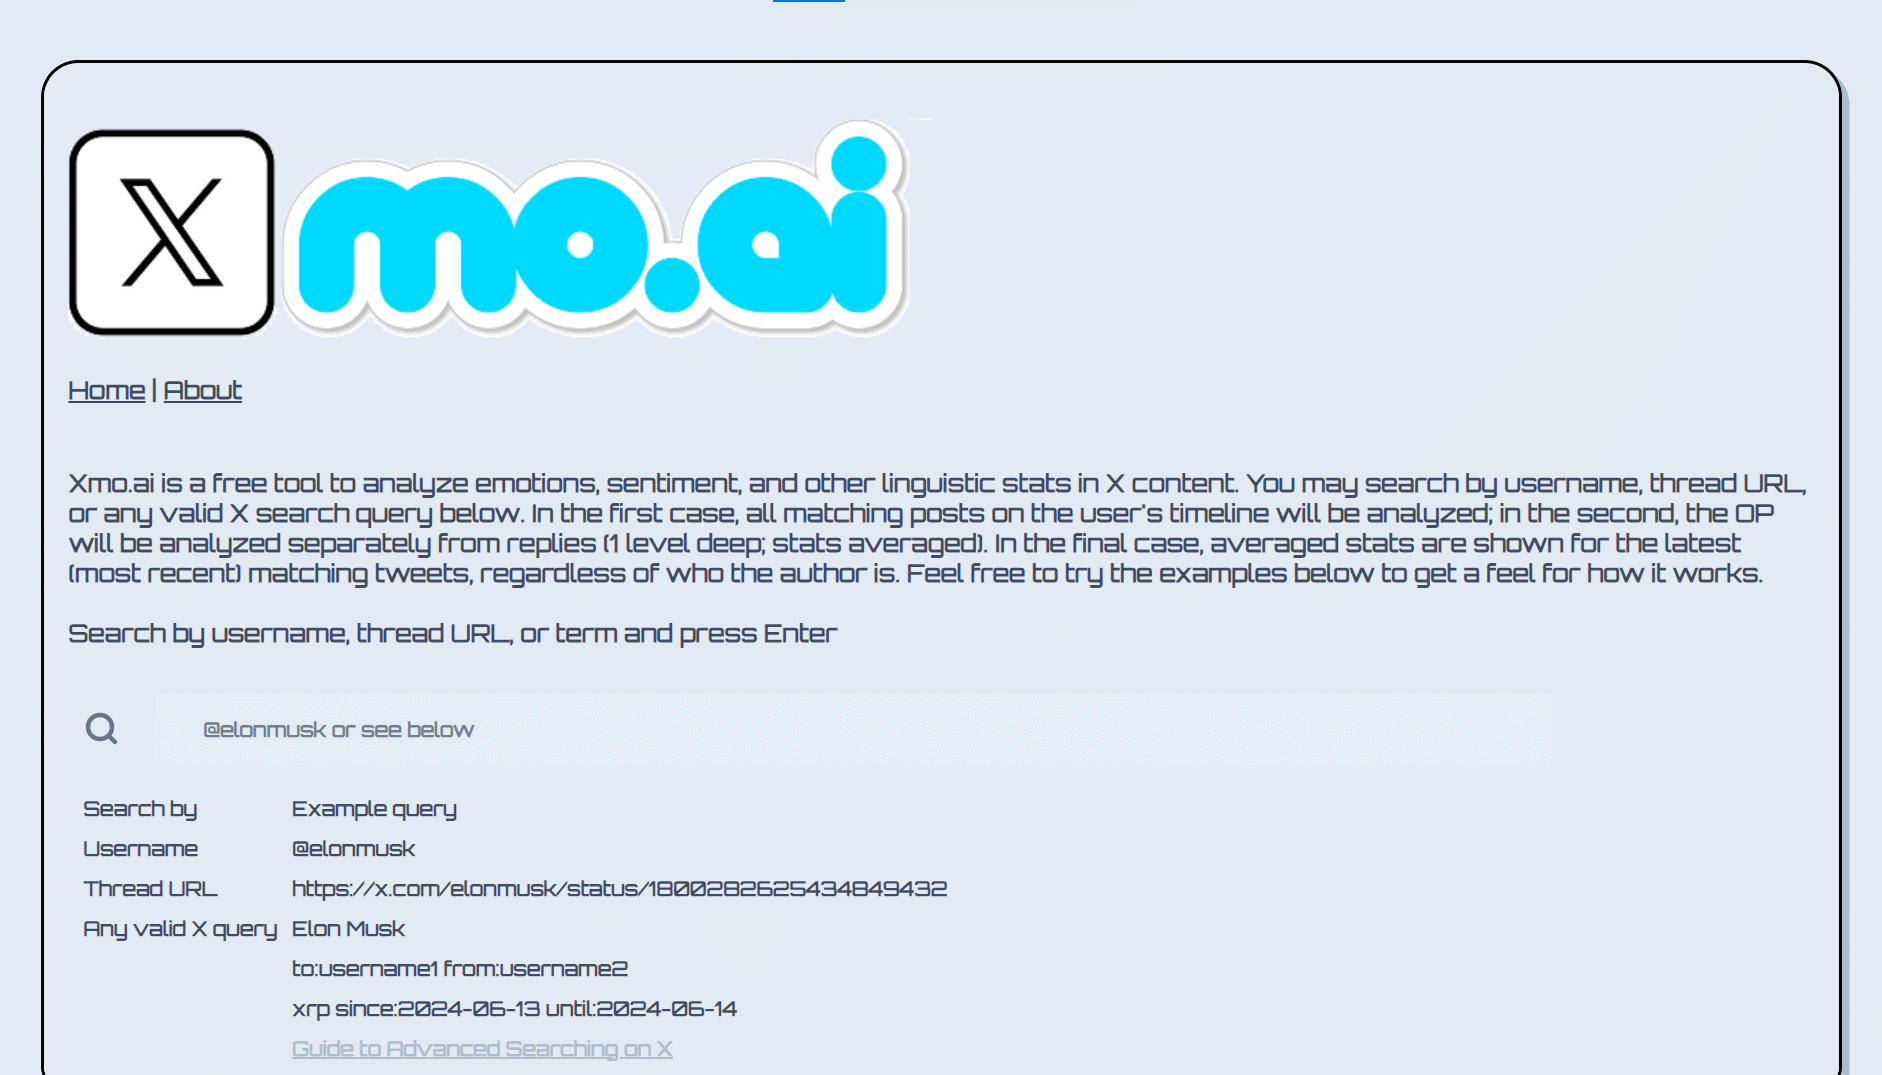 Xmo.ai
Home | About
Xmo.ai is a free tool to analyze emotions, sentiment, and other linguistic stats in X content. You may search by username, thread URL,
or any valid X search query below. In the first case, all matching posts on the user's timeline will be analyzed; in the second, the OP
will be analyzed separately from replies (1 level deep; stats averaged). In the final case, averaged stats are shown for the latest
(most recent) matching tweets, regardless of who the author is. Feel free to try the examples below to get a feel for how it works.
Search by username, thread URL, or term and press Enter
@elonmusk or see below
Search by Example query
Username @elonmusk
Thread URL https://x.com/elonmusk/status/1800282625434849432
Any valid X query Elon Musk
to:username1 from:username2
xrp since:2024-06-13 until:2024-06-14
Guide to Advanced Searching on X